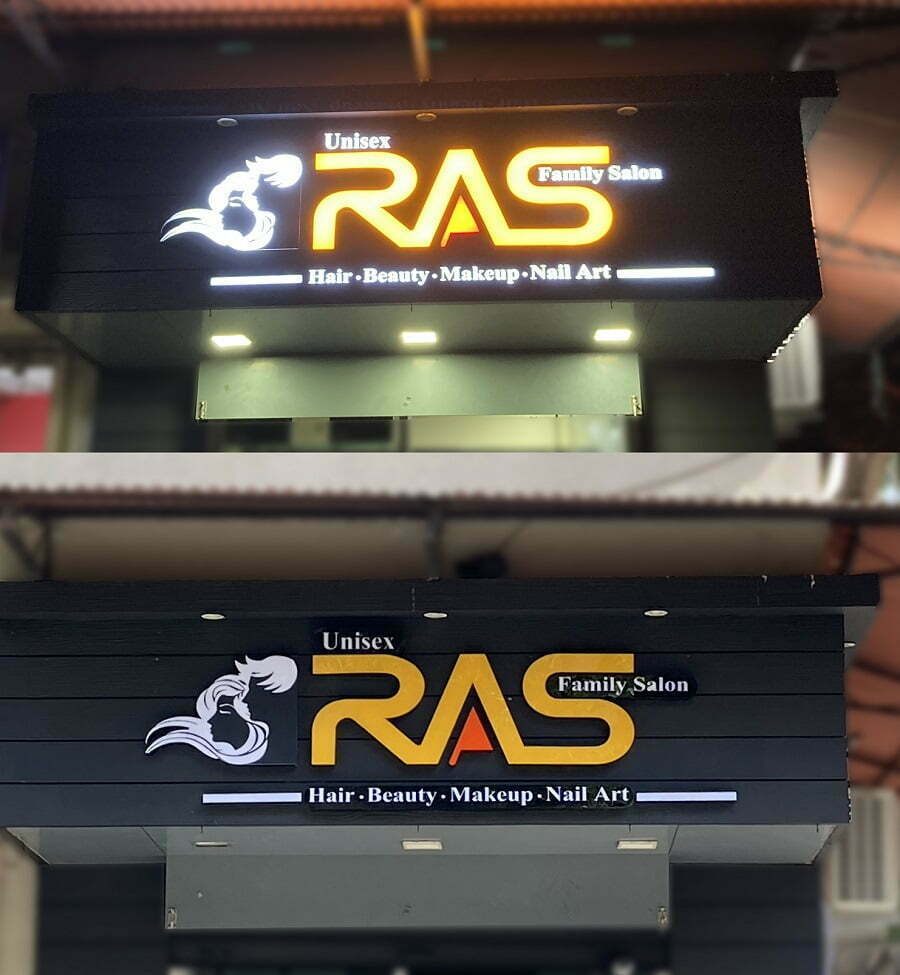 Unisex
RAS
Family Salon
Hair · Beauty · Makeup · Nail Art
Unisex
RAS
Family Salon
Hair · Beauty · Makeup · Nail Art